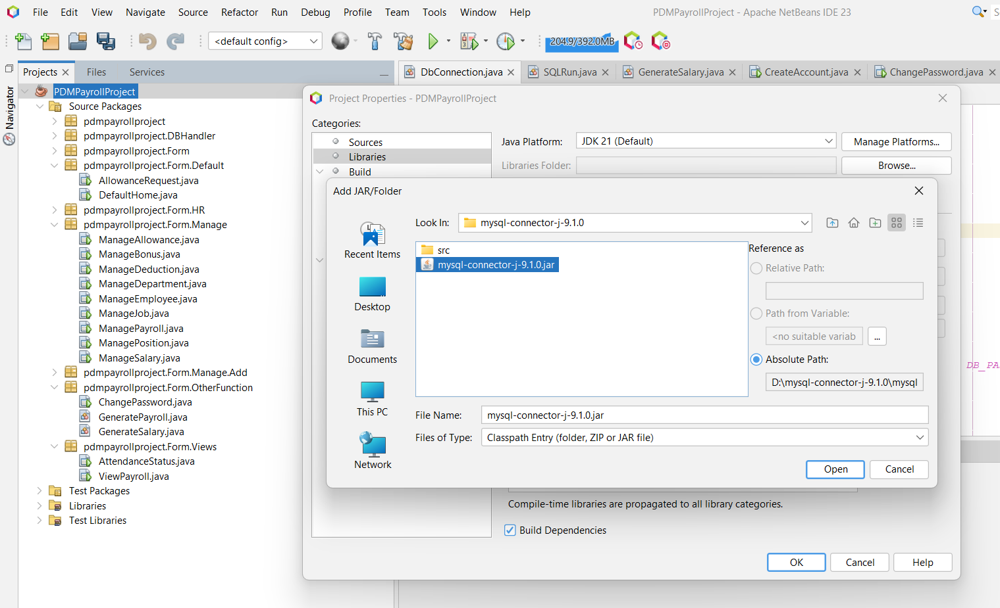 File Edit View Navigate Source Refactor Run Debug Profile Team Tools Window Help PDMPayrollProject - Apache NetBeans IDE 23
<default config> 204.9/392.0MB
Projects Files Services DbConnection.java SQLRun.java GenerateSalary.java CreateAccount.java ChangePassword.java
Navigator
PDMPayrollProject
Source Packages
pdmpayrollproject
pdmpayrollproject.DBHandler
pdmpayrollproject.Form
pdmpayrollproject.Form.Default
AllowanceRequest.java
DefaultHome.java
pdmpayrollproject.Form.HR
pdmpayrollproject.Form.Manage
ManageAllowance.java
ManageBonus.java
ManageDeduction.java
ManageDepartment.java
ManageEmployee.java
ManageJob.java
ManagePayroll.java
ManagePosition.java
ManageSalary.java
pdmpayrollproject.Form.Manage.Add
pdmpayrollproject.Form.OtherFunction
ChangePassword.java
GeneratePayroll.java
GenerateSalary.java
pdmpayrollproject.Form.Views
AttendanceStatus.java
ViewPayroll.java
Test Packages
Libraries
Test Libraries
Project Properties - PDMPayrollProject
Categories:
Sources
Libraries
Build
Java Platform: JDK 21 (Default) Manage Platforms...
Libraries Folder: Browse...
Add JAR/Folder
Look In: mysql-connector-j-9.1.0
Recent Items
Desktop
Documents
This PC
Network
src
mysql-connector-j-9.1.0.jar
Reference as
Relative Path:
Path from Variable:
<no suitable variab ...
Absolute Path:
D:\mysql-connector-j-9.1.0\mysql
File Name: mysql-connector-j-9.1.0.jar
Files of Type: Classpath Entry (folder, ZIP or JAR file)
Open Cancel
DB_PA
Compile-time libraries are propagated to all library categories.
Build Dependencies
OK Cancel Help